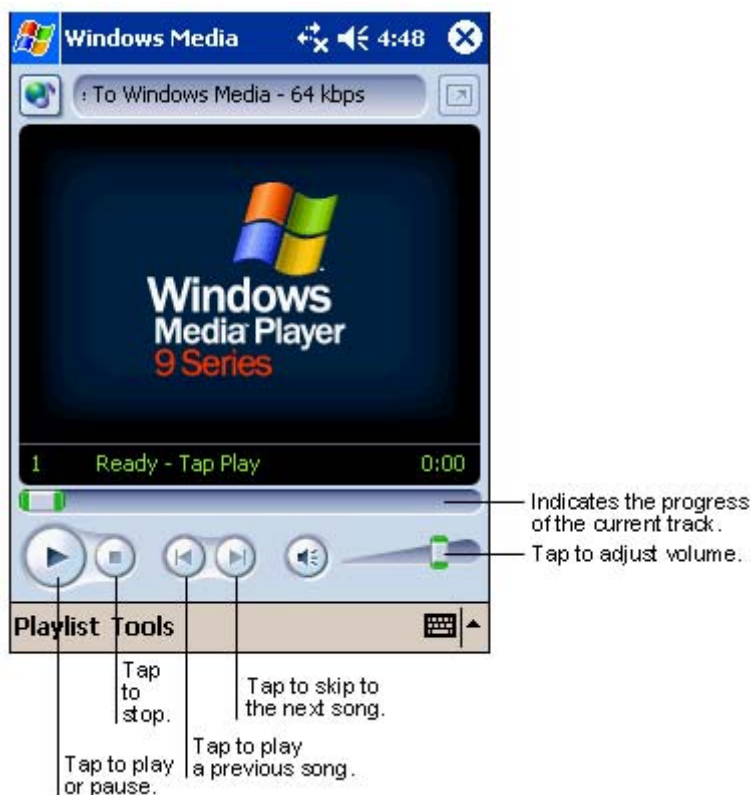 Windows Media 4:48
: To Windows Media - 64 kbps
Windows
Media Player
9 Series
1 Ready - Tap Play 0:00
Indicates the progress
of the current track.
Tap to adjust volume.
Playlist Tools
Tap
to
stop.
Tap to skip to
the next song.
Tap to play
a previous song.
Tap to play
or pause.